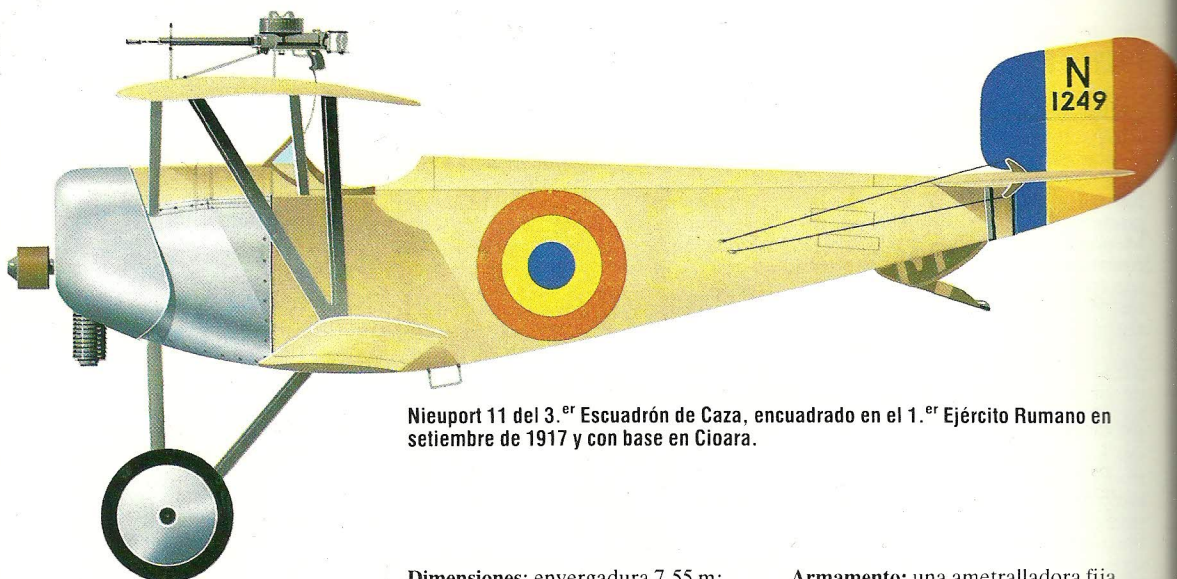 N
1249
Nieuport 11 del 3.er Escuadrón de Caza, encuadrado en el 1.er Ejército Rumano en
setiembre de 1917 y con base en Cioara.
Dimensiones: envergadura 7,55 m;
Armamento: una ametralladora fija